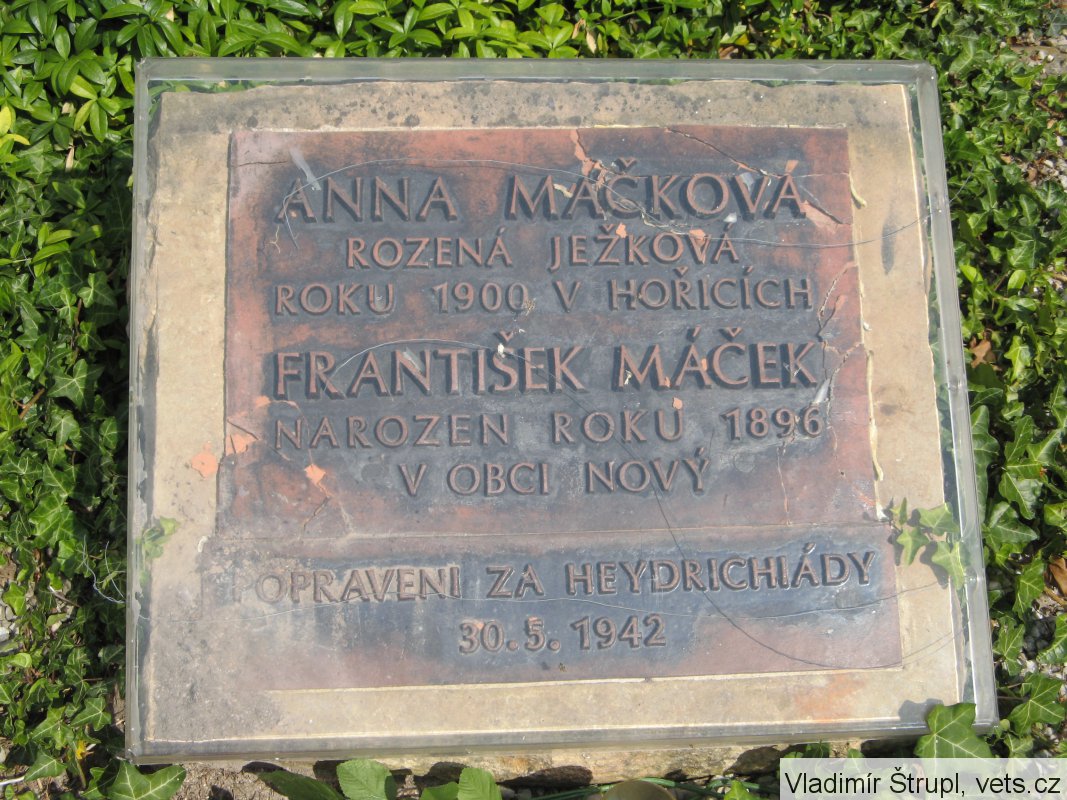 ANNA MAČKOVÁ
ROZENÁ JEŽKOVÁ
ROKU 1900 V HOŘICÍCH
FRANTIŠEK MÁČEK
NAROZEN ROKU 1896
V OBCI NOVÝ
POPRAVENI ZA HEYDRICHIÁDY
30.5. 1942
Vladimír Štrupl, vets.cz